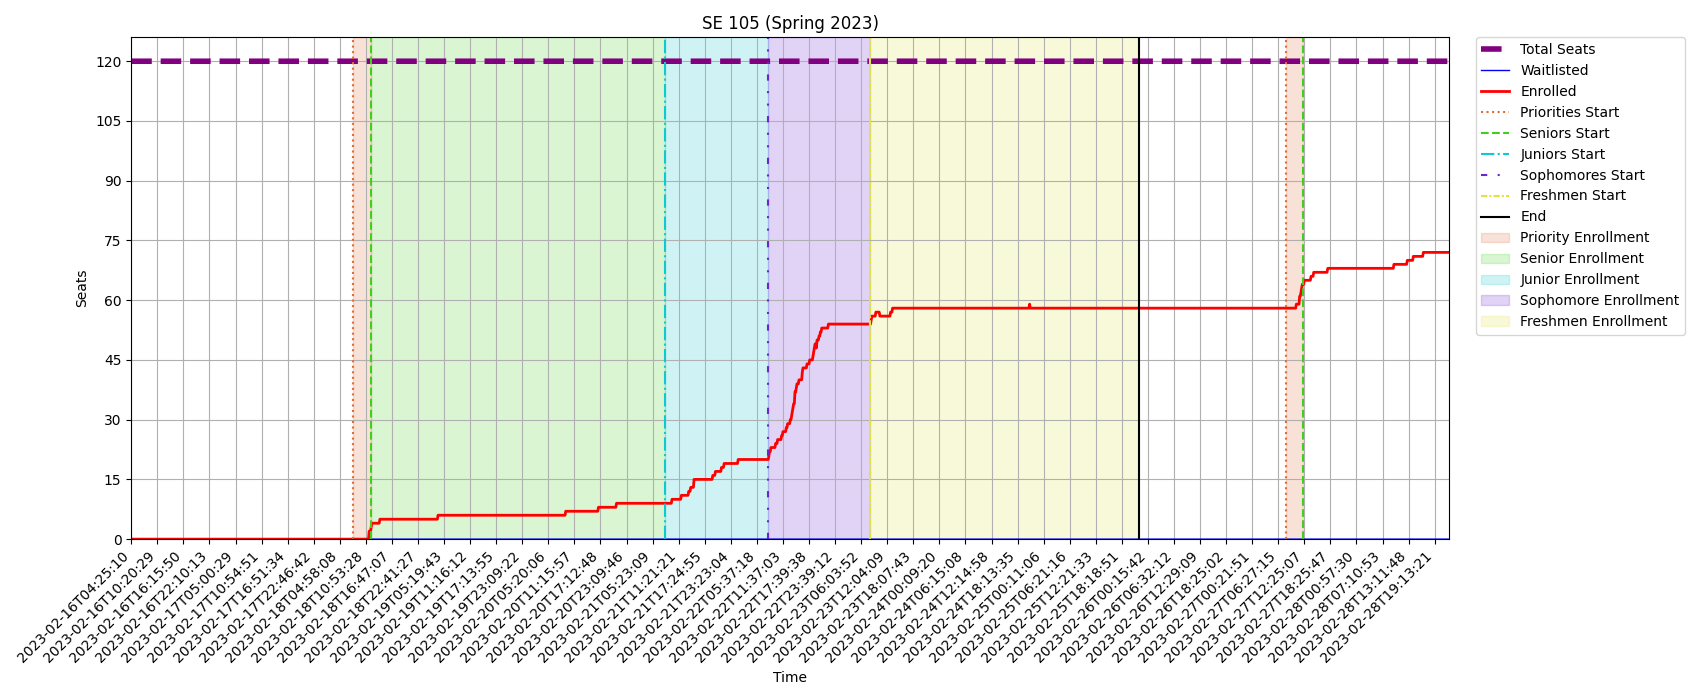 SE 105 (Spring 2023)
Seats
120
105
90
75
60
45
30
15
0
2023-02-16T04:25:10
2023-02-16T10:20:29
2023-02-16T16:15:50
2023-02-16T22:10:13
2023-02-17T05:00:29
2023-02-17T10:54:51
2023-02-17T16:51:34
2023-02-17T22:46:42
2023-02-18T04:58:08
2023-02-18T10:53:28
2023-02-18T16:47:07
2023-02-18T22:41:27
2023-02-19T05:19:43
2023-02-19T11:16:12
2023-02-19T17:13:55
2023-02-19T23:09:22
2023-02-20T05:20:06
2023-02-20T11:15:57
2023-02-20T17:12:48
2023-02-20T23:09:46
2023-02-21T05:23:09
2023-02-21T11:21:21
2023-02-21T17:24:55
2023-02-21T23:23:04
2023-02-22T05:37:18
2023-02-22T11:37:03
2023-02-22T17:39:38
2023-02-22T23:39:12
2023-02-23T06:03:52
2023-02-23T12:04:09
2023-02-23T18:07:43
2023-02-24T00:09:20
2023-02-24T06:15:08
2023-02-24T12:14:58
2023-02-24T18:13:35
2023-02-25T00:11:06
2023-02-25T06:21:16
2023-02-25T12:21:33
2023-02-25T18:18:51
2023-02-26T00:15:42
2023-02-26T06:32:12
2023-02-26T12:29:09
2023-02-26T18:25:02
2023-02-27T00:21:51
2023-02-27T06:27:15
2023-02-27T12:25:07
2023-02-27T18:25:47
2023-02-28T00:57:30
2023-02-28T07:10:53
2023-02-28T13:11:48
2023-02-28T19:13:21
Time
Total Seats
Waitlisted
Enrolled
Priorities Start
Seniors Start
Juniors Start
Sophomores Start
Freshmen Start
End
Priority Enrollment
Senior Enrollment
Junior Enrollment
Sophomore Enrollment
Freshmen Enrollment